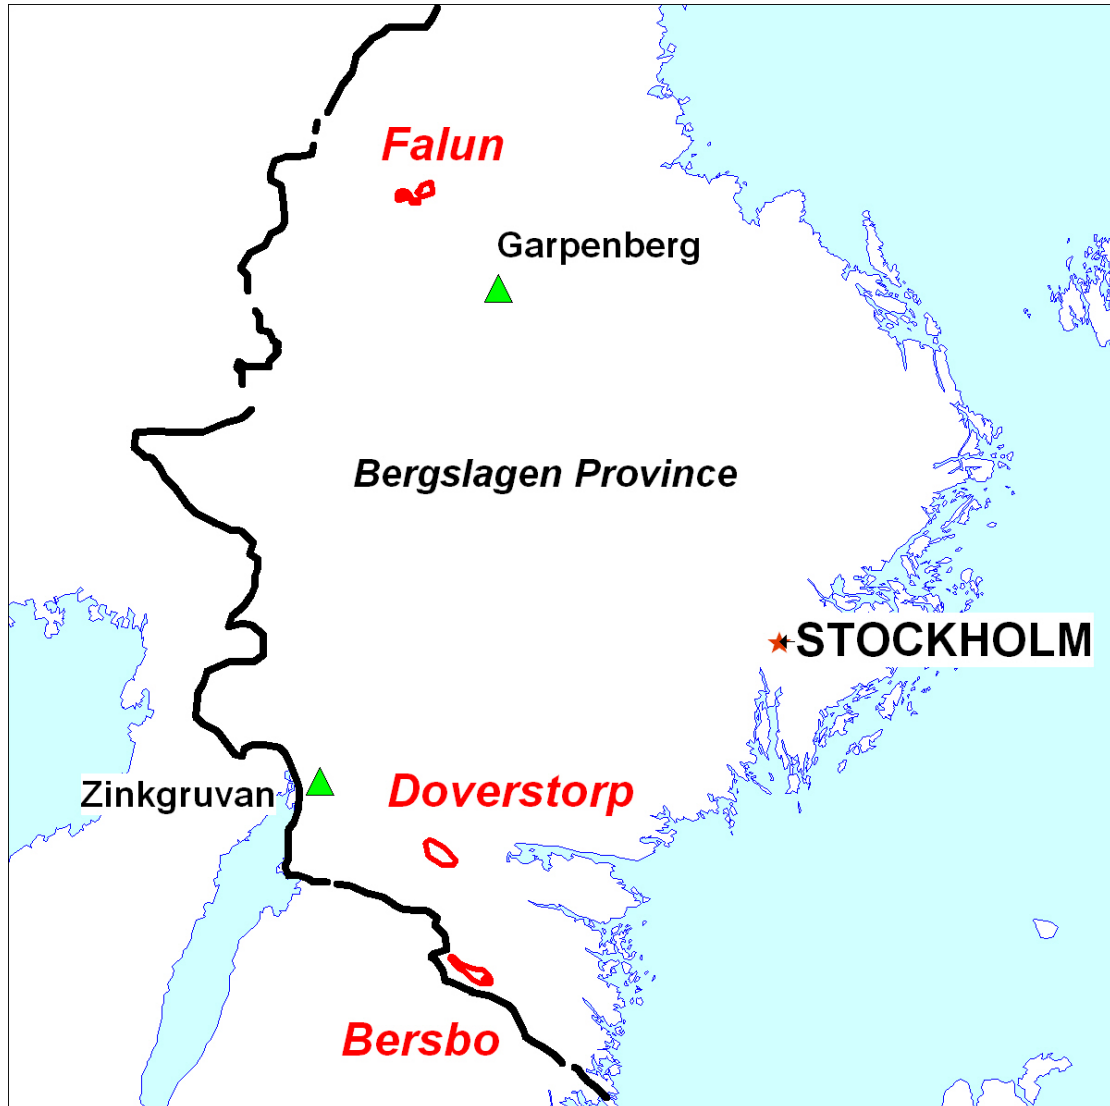 Falun
Garpenberg
Bergslagen Province
STOCKHOLM
Zinkgruvan
Doverstorp
Bersbo